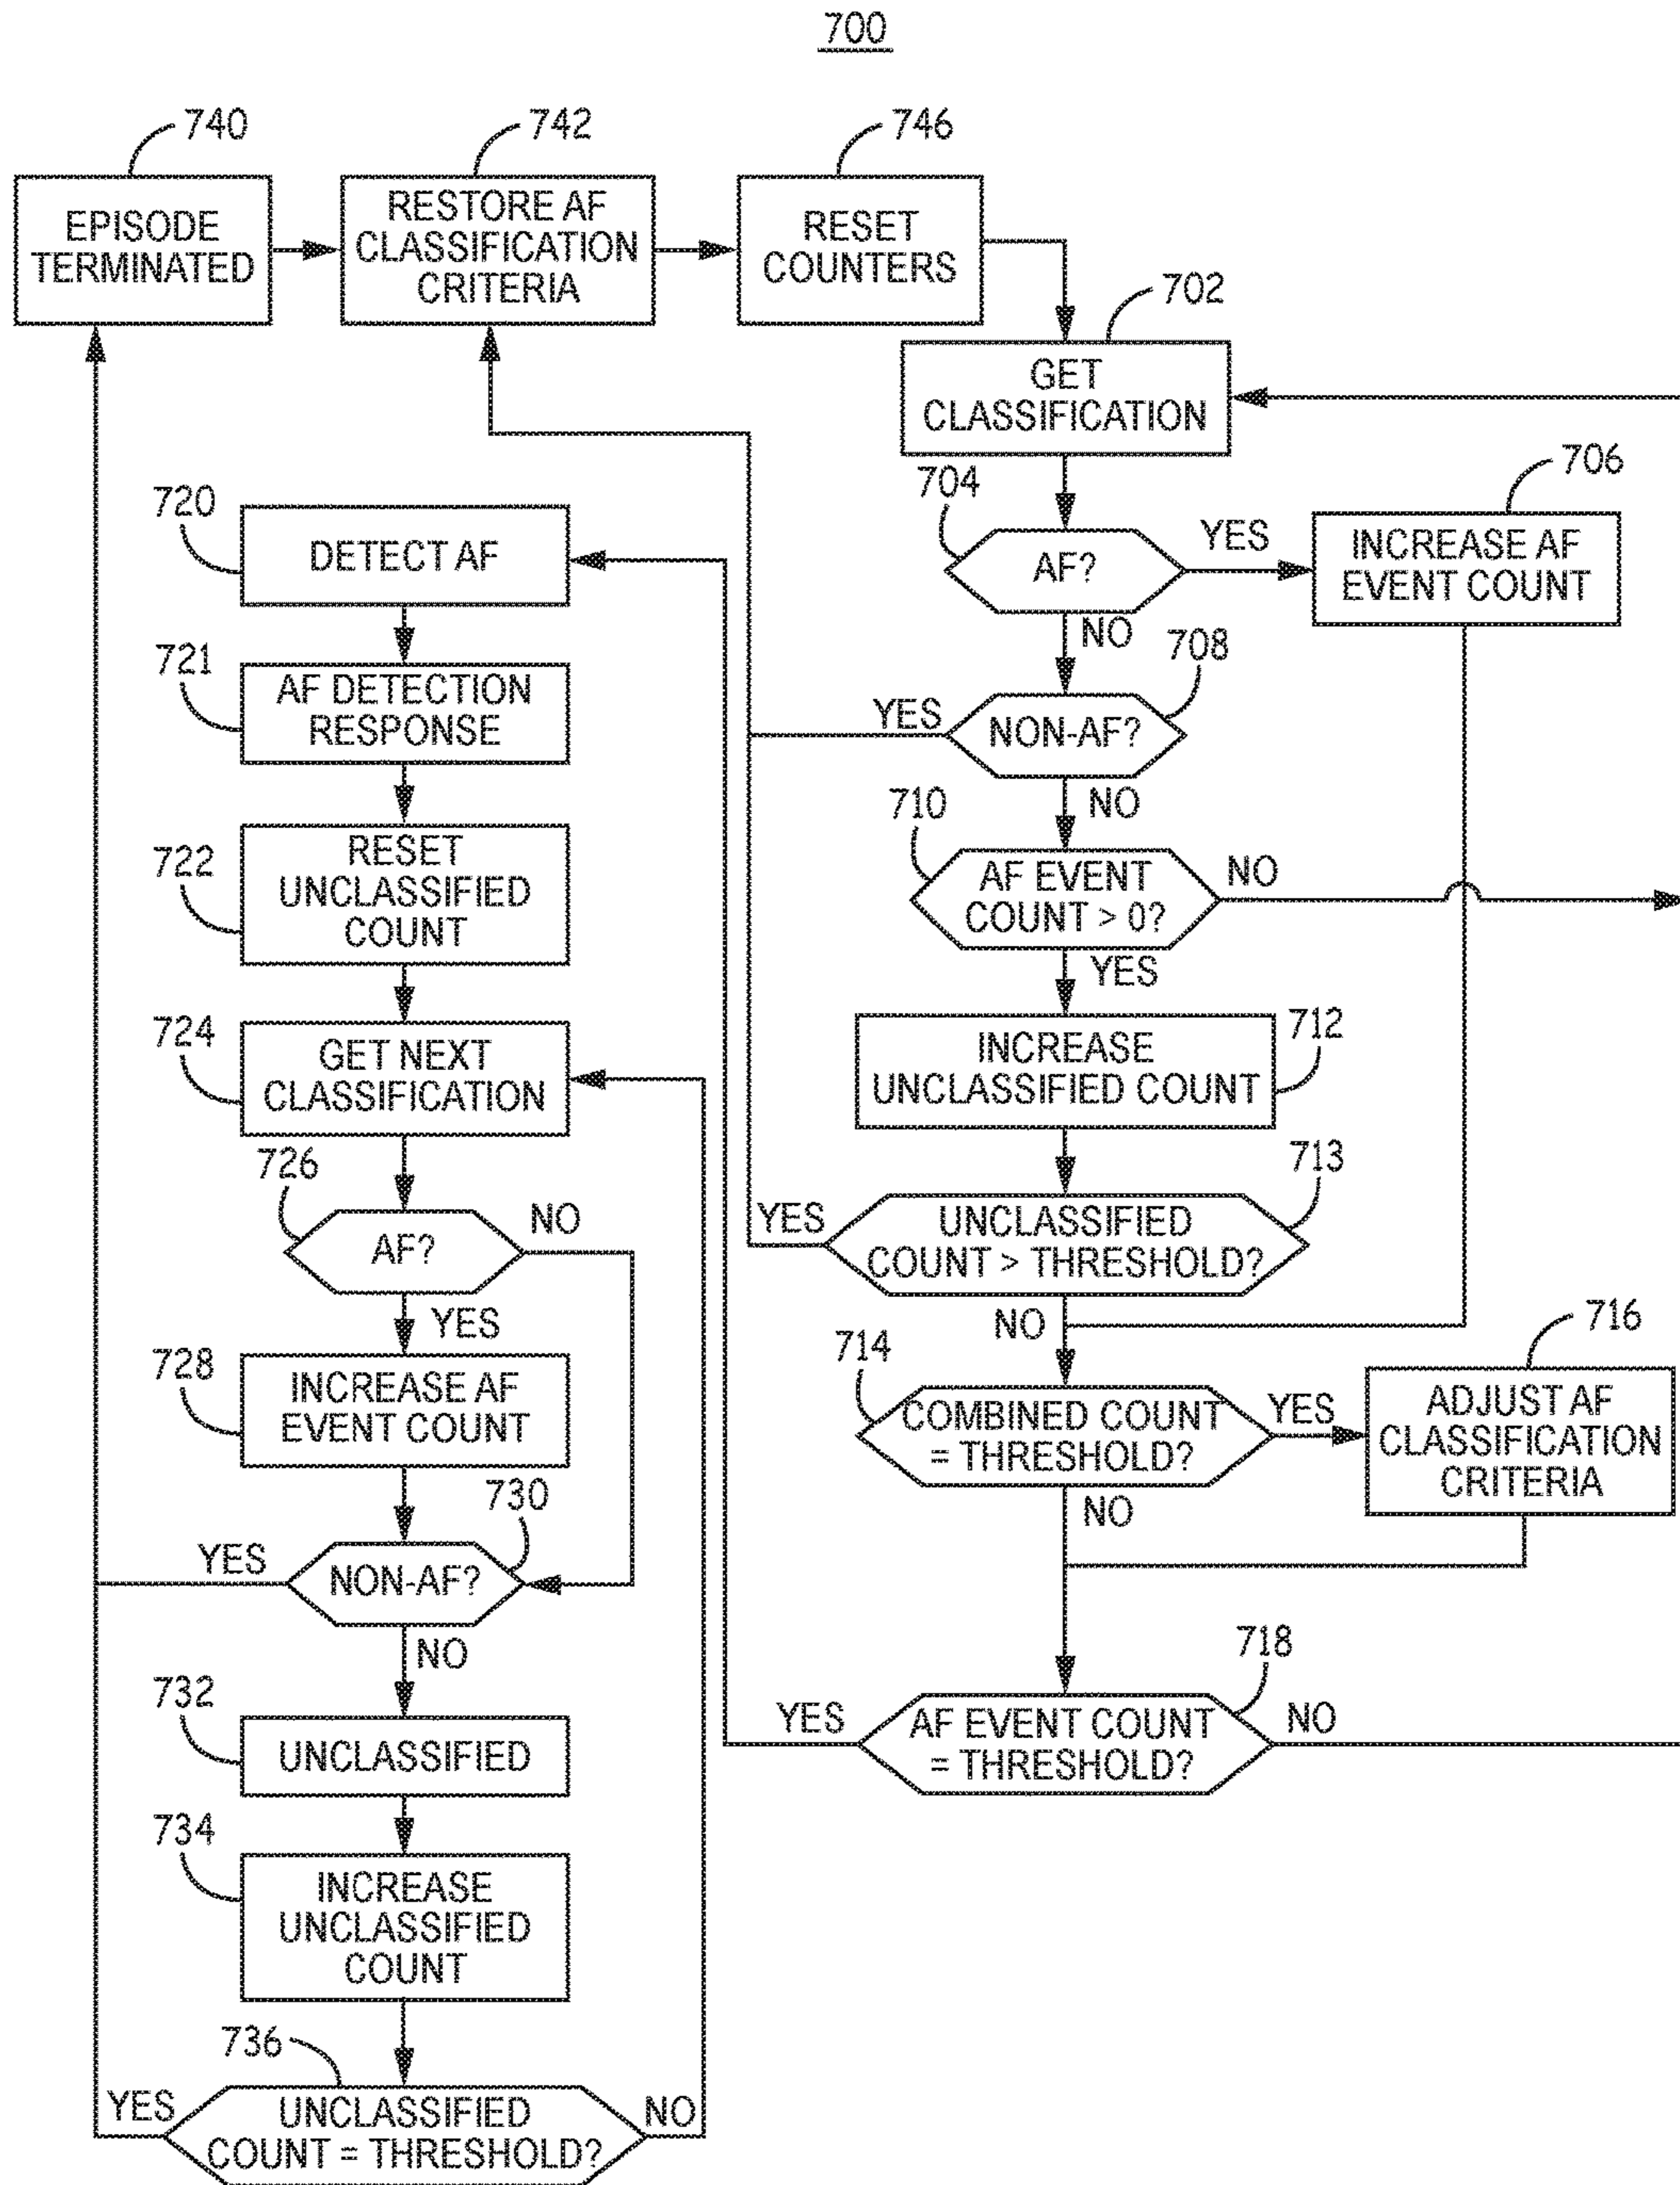 700
740
EPISODE
TERMINATED
742
RESTORE AF
CLASSIFICATION
CRITERIA
746
RESET
COUNTERS
702
GET
CLASSIFICATION
704
AF?
YES
NO
706
INCREASE AF
EVENT COUNT
708
NON-AF?
YES
NO
710
AF EVENT
COUNT > 0?
NO
YES
712
INCREASE
UNCLASSIFIED COUNT
713
UNCLASSIFIED
COUNT > THRESHOLD?
YES
NO
714
COMBINED COUNT
= THRESHOLD?
YES
NO
716
ADJUST AF
CLASSIFICATION
CRITERIA
718
AF EVENT COUNT
= THRESHOLD?
YES
NO
720
DETECT AF
721
AF DETECTION
RESPONSE
722
RESET
UNCLASSIFIED
COUNT
724
GET NEXT
CLASSIFICATION
726
AF?
NO
YES
728
INCREASE AF
EVENT COUNT
730
NON-AF?
YES
NO
732
UNCLASSIFIED
734
INCREASE
UNCLASSIFIED
COUNT
736
UNCLASSIFIED
COUNT = THRESHOLD?
YES
NO